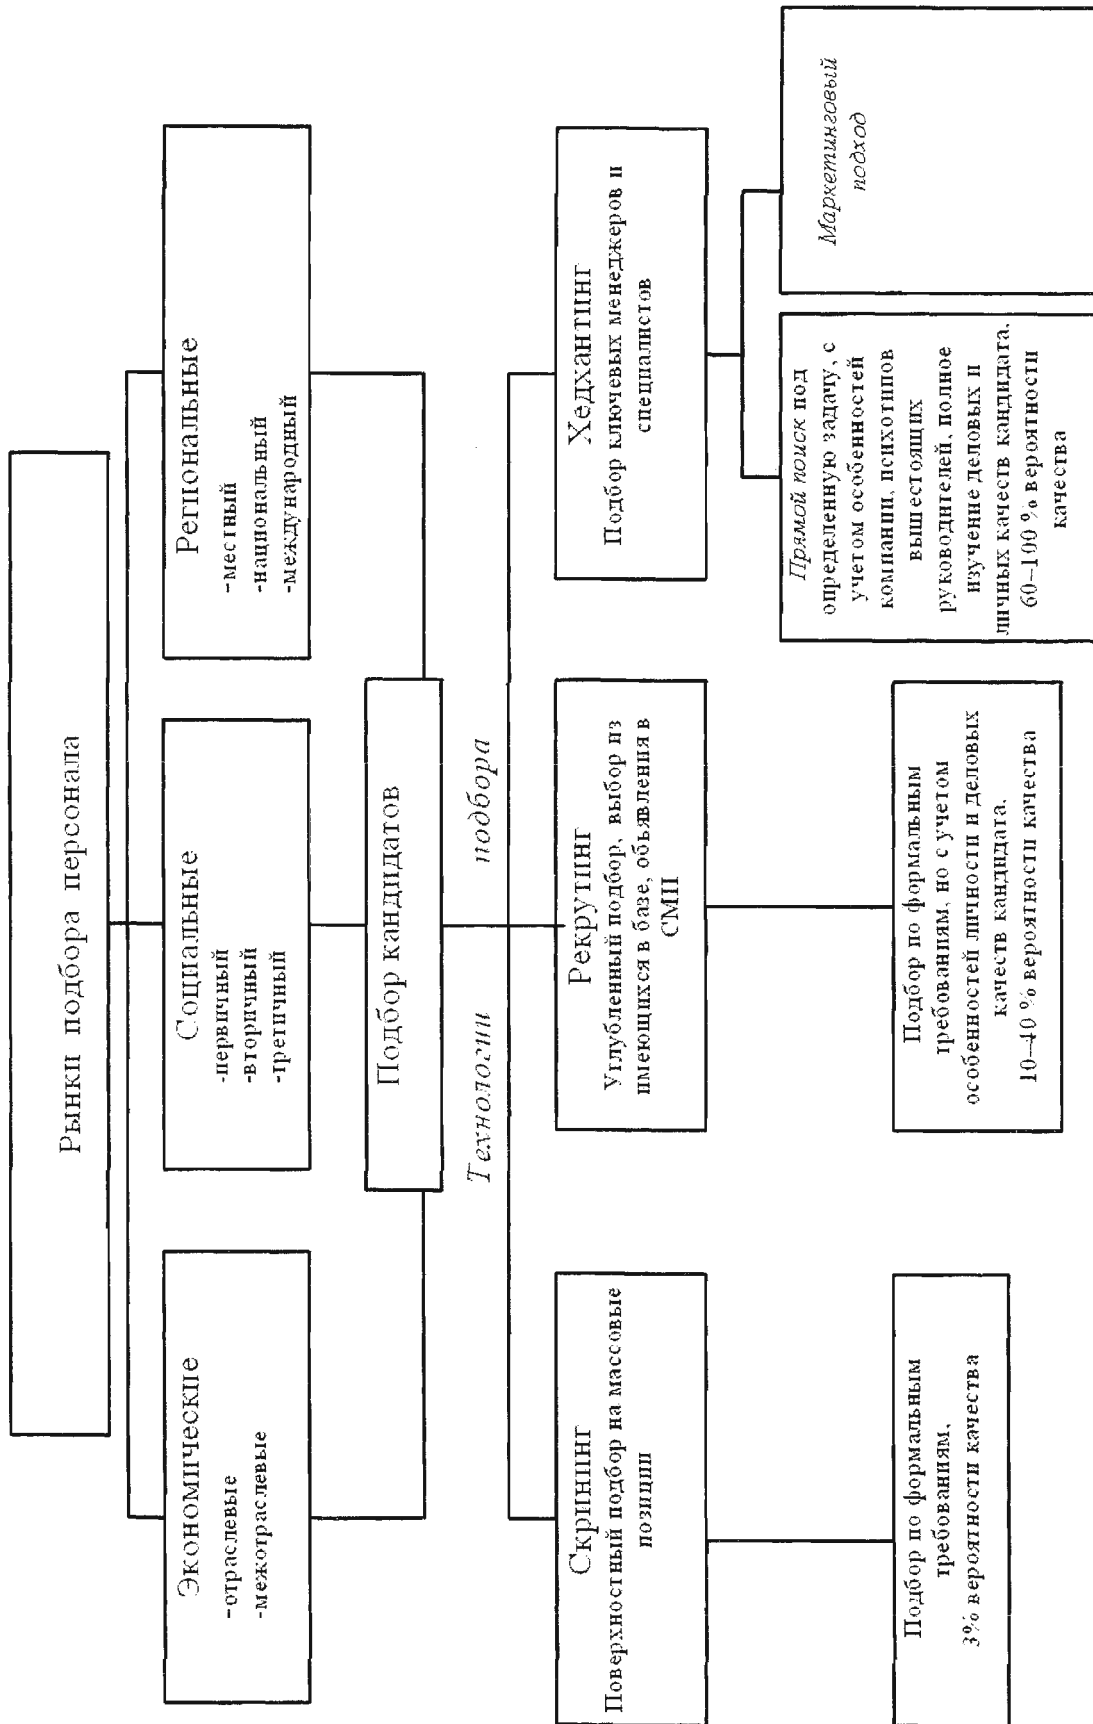 Рынки подбора персонала
Экономические
-отраслевые
-межотраслевые
Социальные
-первичный
-вторичный
-третичный
Региональные
-местный
-национальный
-международный
Подбор кандидатов
Технологии подбора
Скрининг
Поверхностный подбор на массовые
позиции
Рекрутинг
Углубленный подбор, выбор из
имеющихся в базе, объявления в
СМИ
Хедхантинг
Подбор ключевых менеджеров и
специалистов
Подбор по формальным
требованиям,
3% вероятности качества
Подбор по формальным
требованиям, но с учетом
особенностей личности и деловых
качеств кандидата.
10–40 % вероятности качества
Прямой поиск под
определенную задачу, с
учетом особенностей
компании, психотипов
вышестоящих
руководителей, полное
изучение деловых и
личных качеств кандидата.
60–100 % вероятности
качества
Маркетинговый
подход